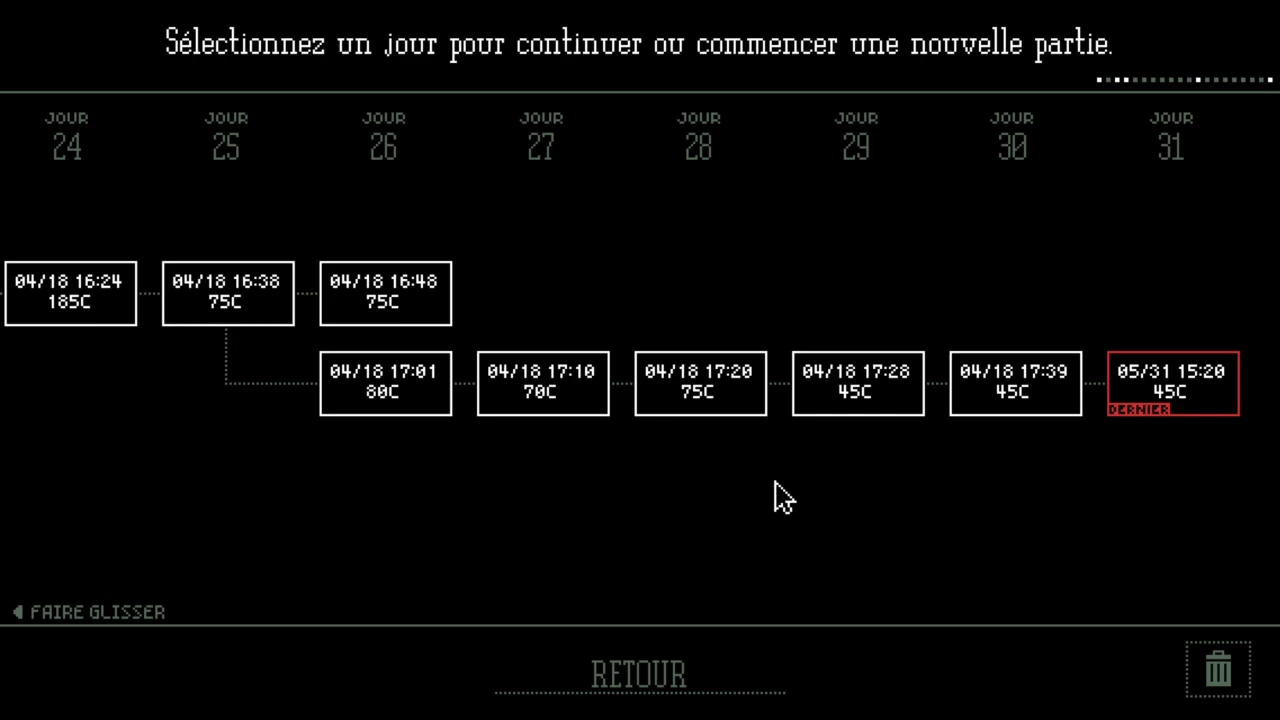 Sélectionnez un jour pour continuer ou commencer une nouvelle partie.
JOUR JOUR JOUR JOUR JOUR JOUR JOUR JOUR
24 25 26 27 28 29 30 31
04/18 16:24 04/18 16:38 04/18 16:48
185C 75C 75C
04/18 17:01 04/18 17:10 04/18 17:20 04/18 17:28 04/18 17:39 05/31 15:20
80C 70C 75C 45C 45C 45C
DERNIER
FAIRE GLISSER
RETOUR